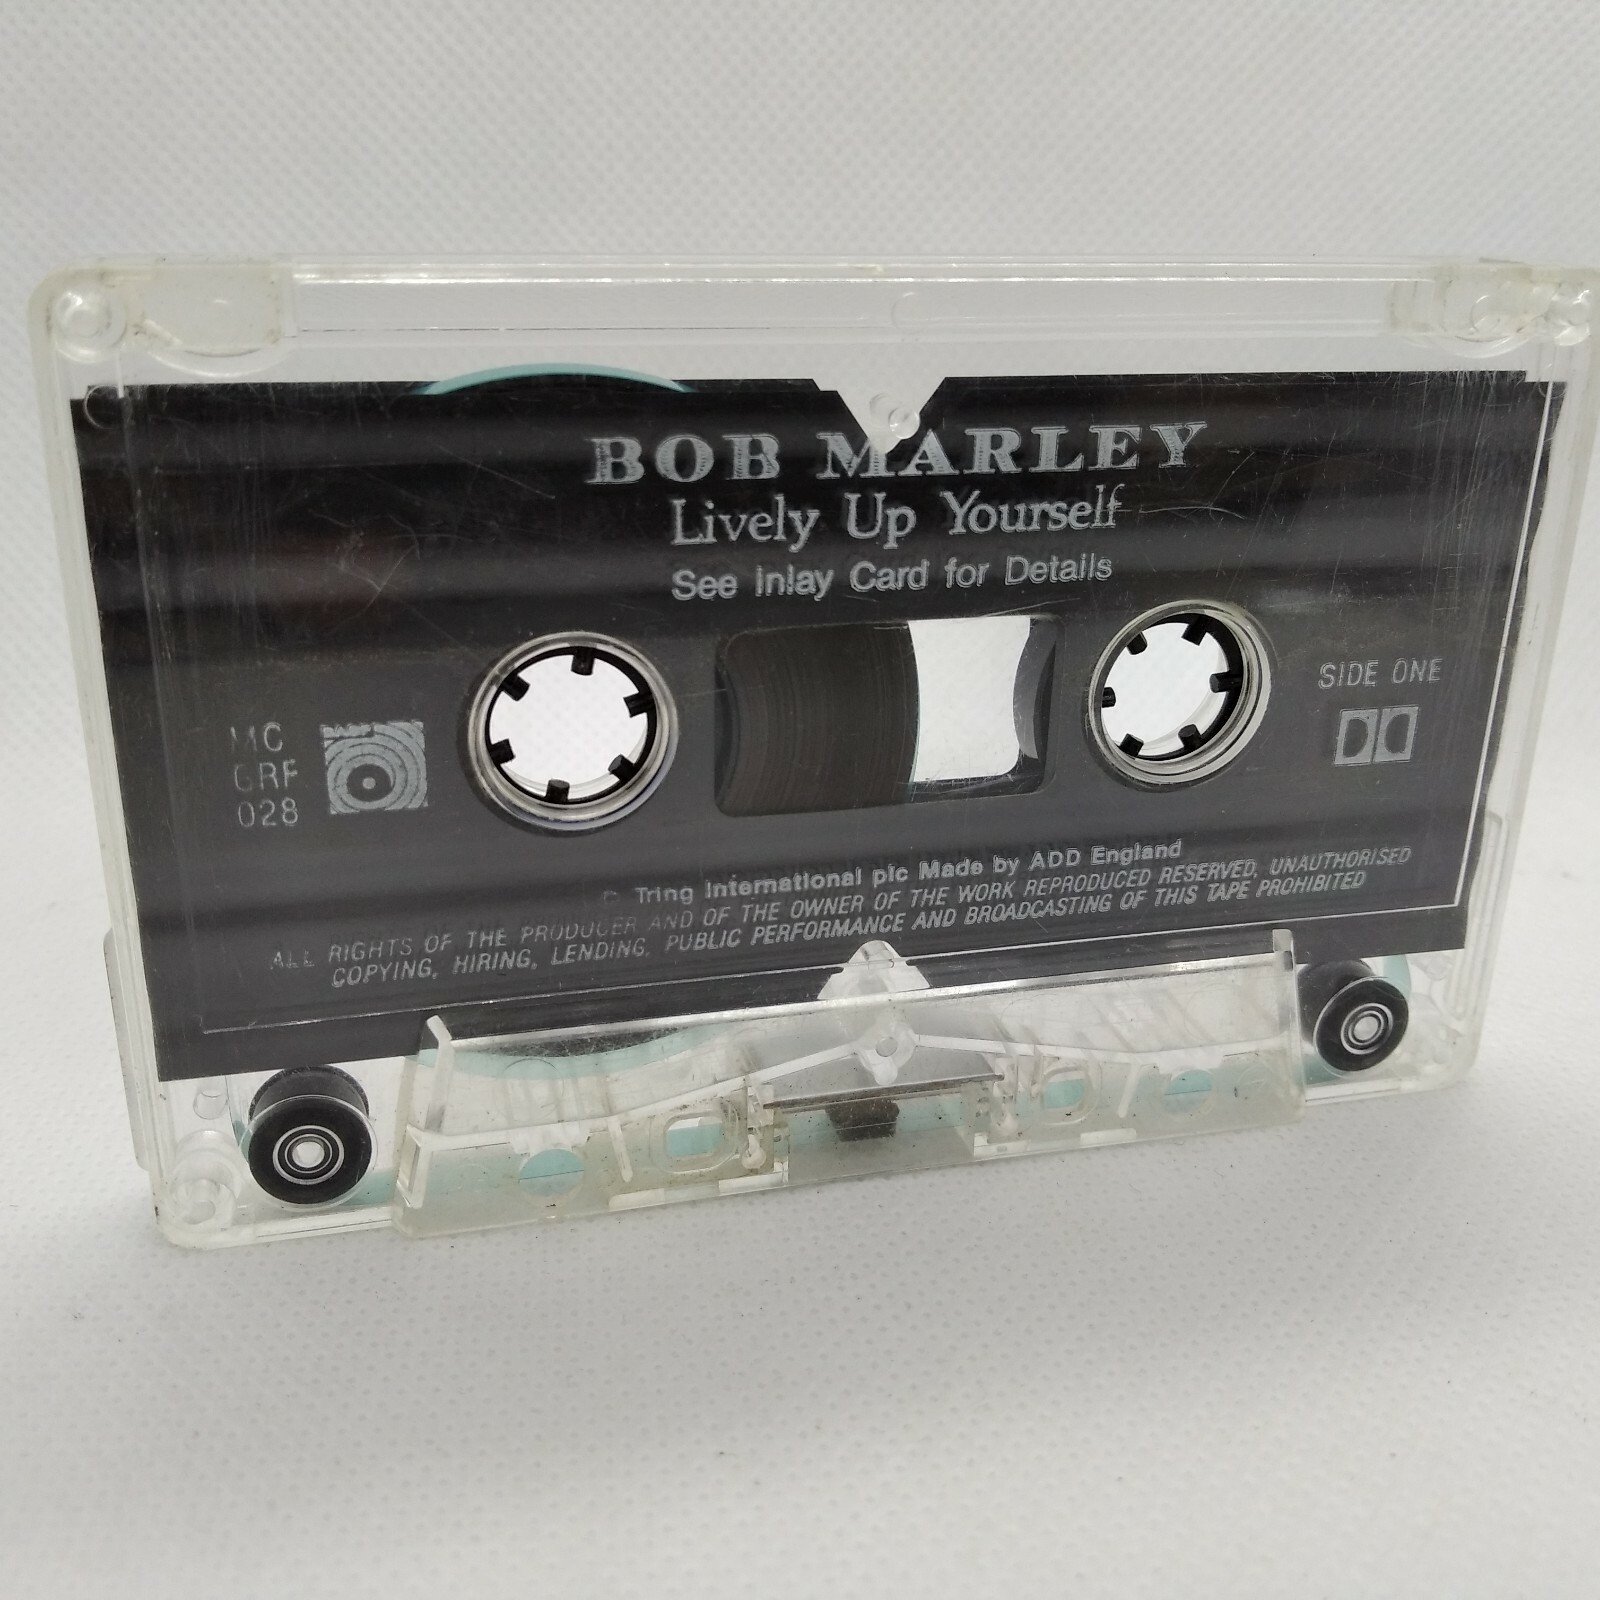 BOB MARLEY
Lively Up Yourself
See Inlay Card for Details
SIDE ONE
MC
GRF
028
BASF
Tring International plc Made by ADD England
ALL RIGHTS OF THE PRODUCER AND OF THE OWNER OF THE WORK REPRODUCED RESERVED, UNAUTHORISED
COPYING, HIRING, LENDING, PUBLIC PERFORMANCE AND BROADCASTING OF THIS TAPE PROHIBITED